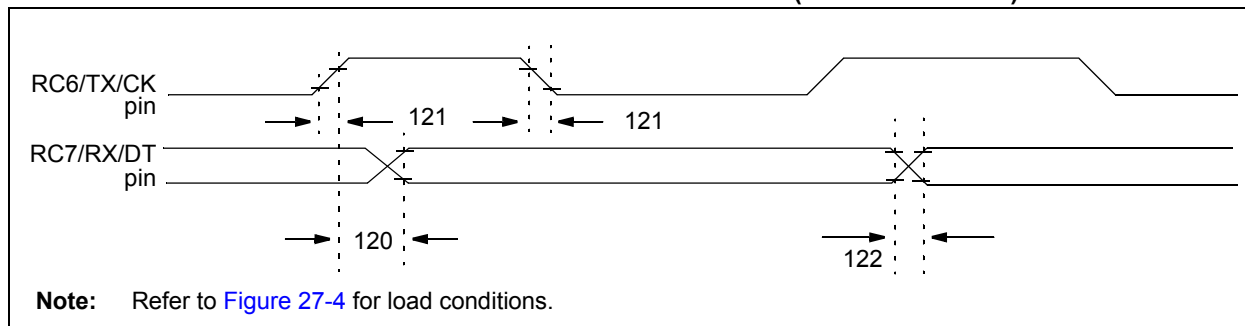 RC6/TX/CK
pin
121
121
RC7/RX/DT
pin
120
122
Note: Refer to Figure 27-4 for load conditions.